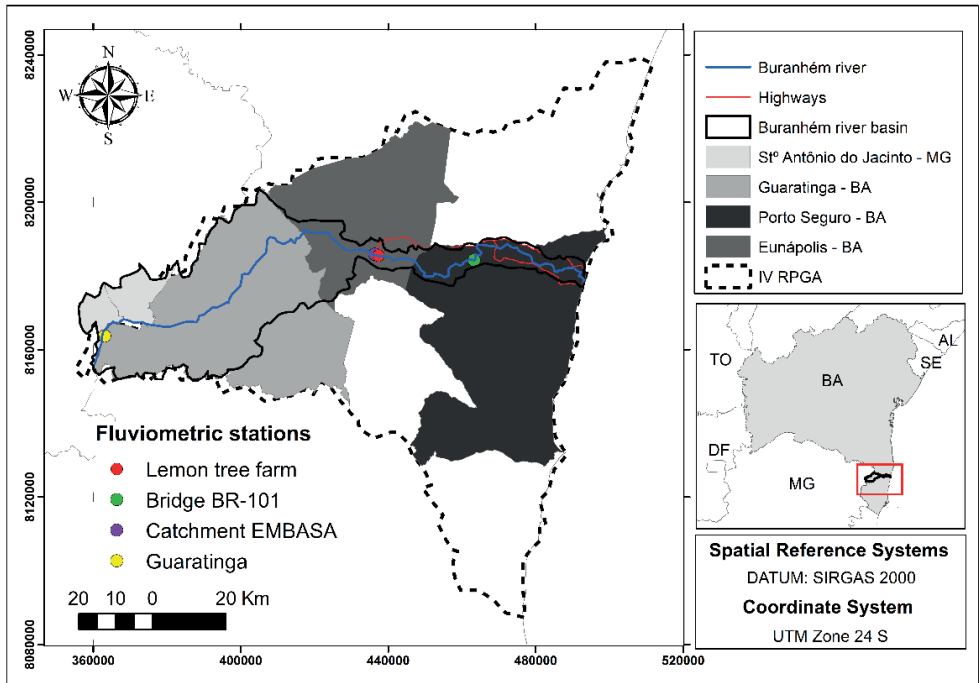 8240000
8200000
8160000
8120000
8080000
N
W
E
S
Fluviometric stations
Lemon tree farm
Bridge BR-101
Catchment EMBASA
Guaratinga
20 10 0 20 Km
360000 400000 440000 480000 520000
Buranhém river
Highways
Buranhém river basin
Stº Antônio do Jacinto - MG
Guaratinga - BA
Porto Seguro - BA
Eunápolis - BA
IV RPGA
TO
BA
AL
SE
DF
MG
Spatial Reference Systems
DATUM: SIRGAS 2000
Coordinate System
UTM Zone 24 S